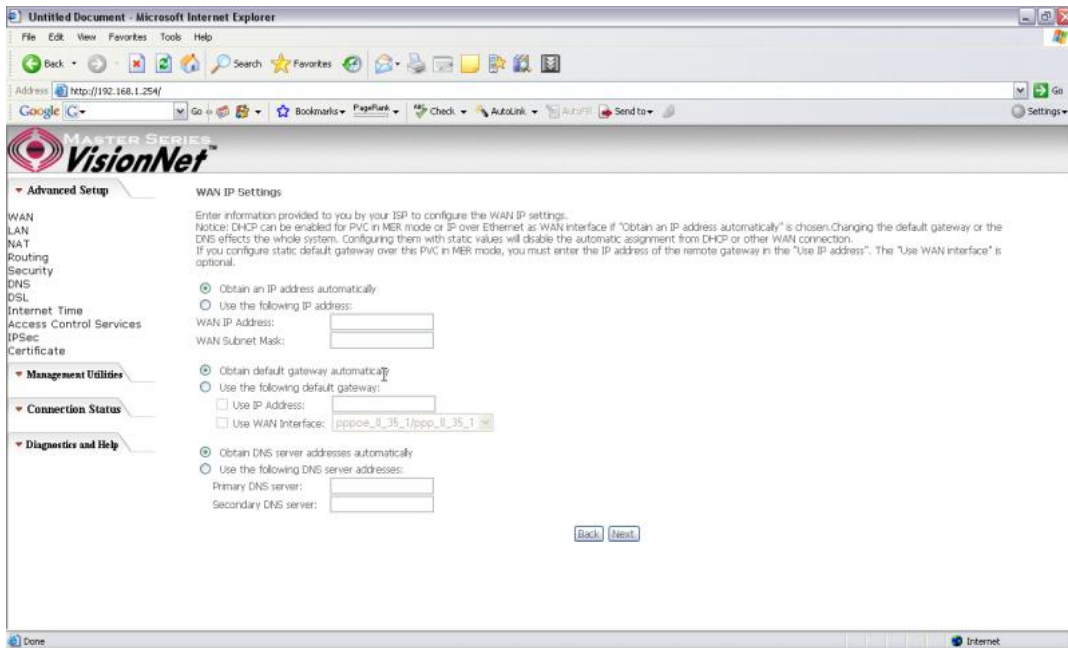 Untitled Document - Microsoft Internet Explorer
File Edit View Favorites Tools Help
Back Search Favorites
Address http://192.168.1.254/ Go
Google G Go Bookmarks PageRank Check AutoLink AutoFill Send to Settings
MASTER SERIES
VisionNet™
Advanced Setup
WAN
LAN
NAT
Routing
Security
DNS
DSL
Internet Time
Access Control Services
IPSec
Certificate
Management Utilities
Connection Status
Diagnostics and Help
WAN IP Settings
Enter information provided to you by your ISP to configure the WAN IP settings.
Notice: DHCP can be enabled for PVC in MER mode or IP over Ethernet as WAN interface if "Obtain an IP address automatically" is chosen.Changing the default gateway or the
DNS effects the whole system. Configuring them with static values will disable the automatic assignment from DHCP or other WAN connection.
If you configure static default gateway over this PVC in MER mode, you must enter the IP address of the remote gateway in the "Use IP address". The "Use WAN interface" is
optional.
Obtain an IP address automatically
Use the following IP address:
WAN IP Address:
WAN Subnet Mask:
Obtain default gateway automatically
Use the following default gateway:
Use IP Address:
Use WAN Interface: pppoe_0_35_1/ppp_0_35_1
Obtain DNS server addresses automatically
Use the following DNS server addresses:
Primary DNS server:
Secondary DNS server:
Back Next
Done Internet